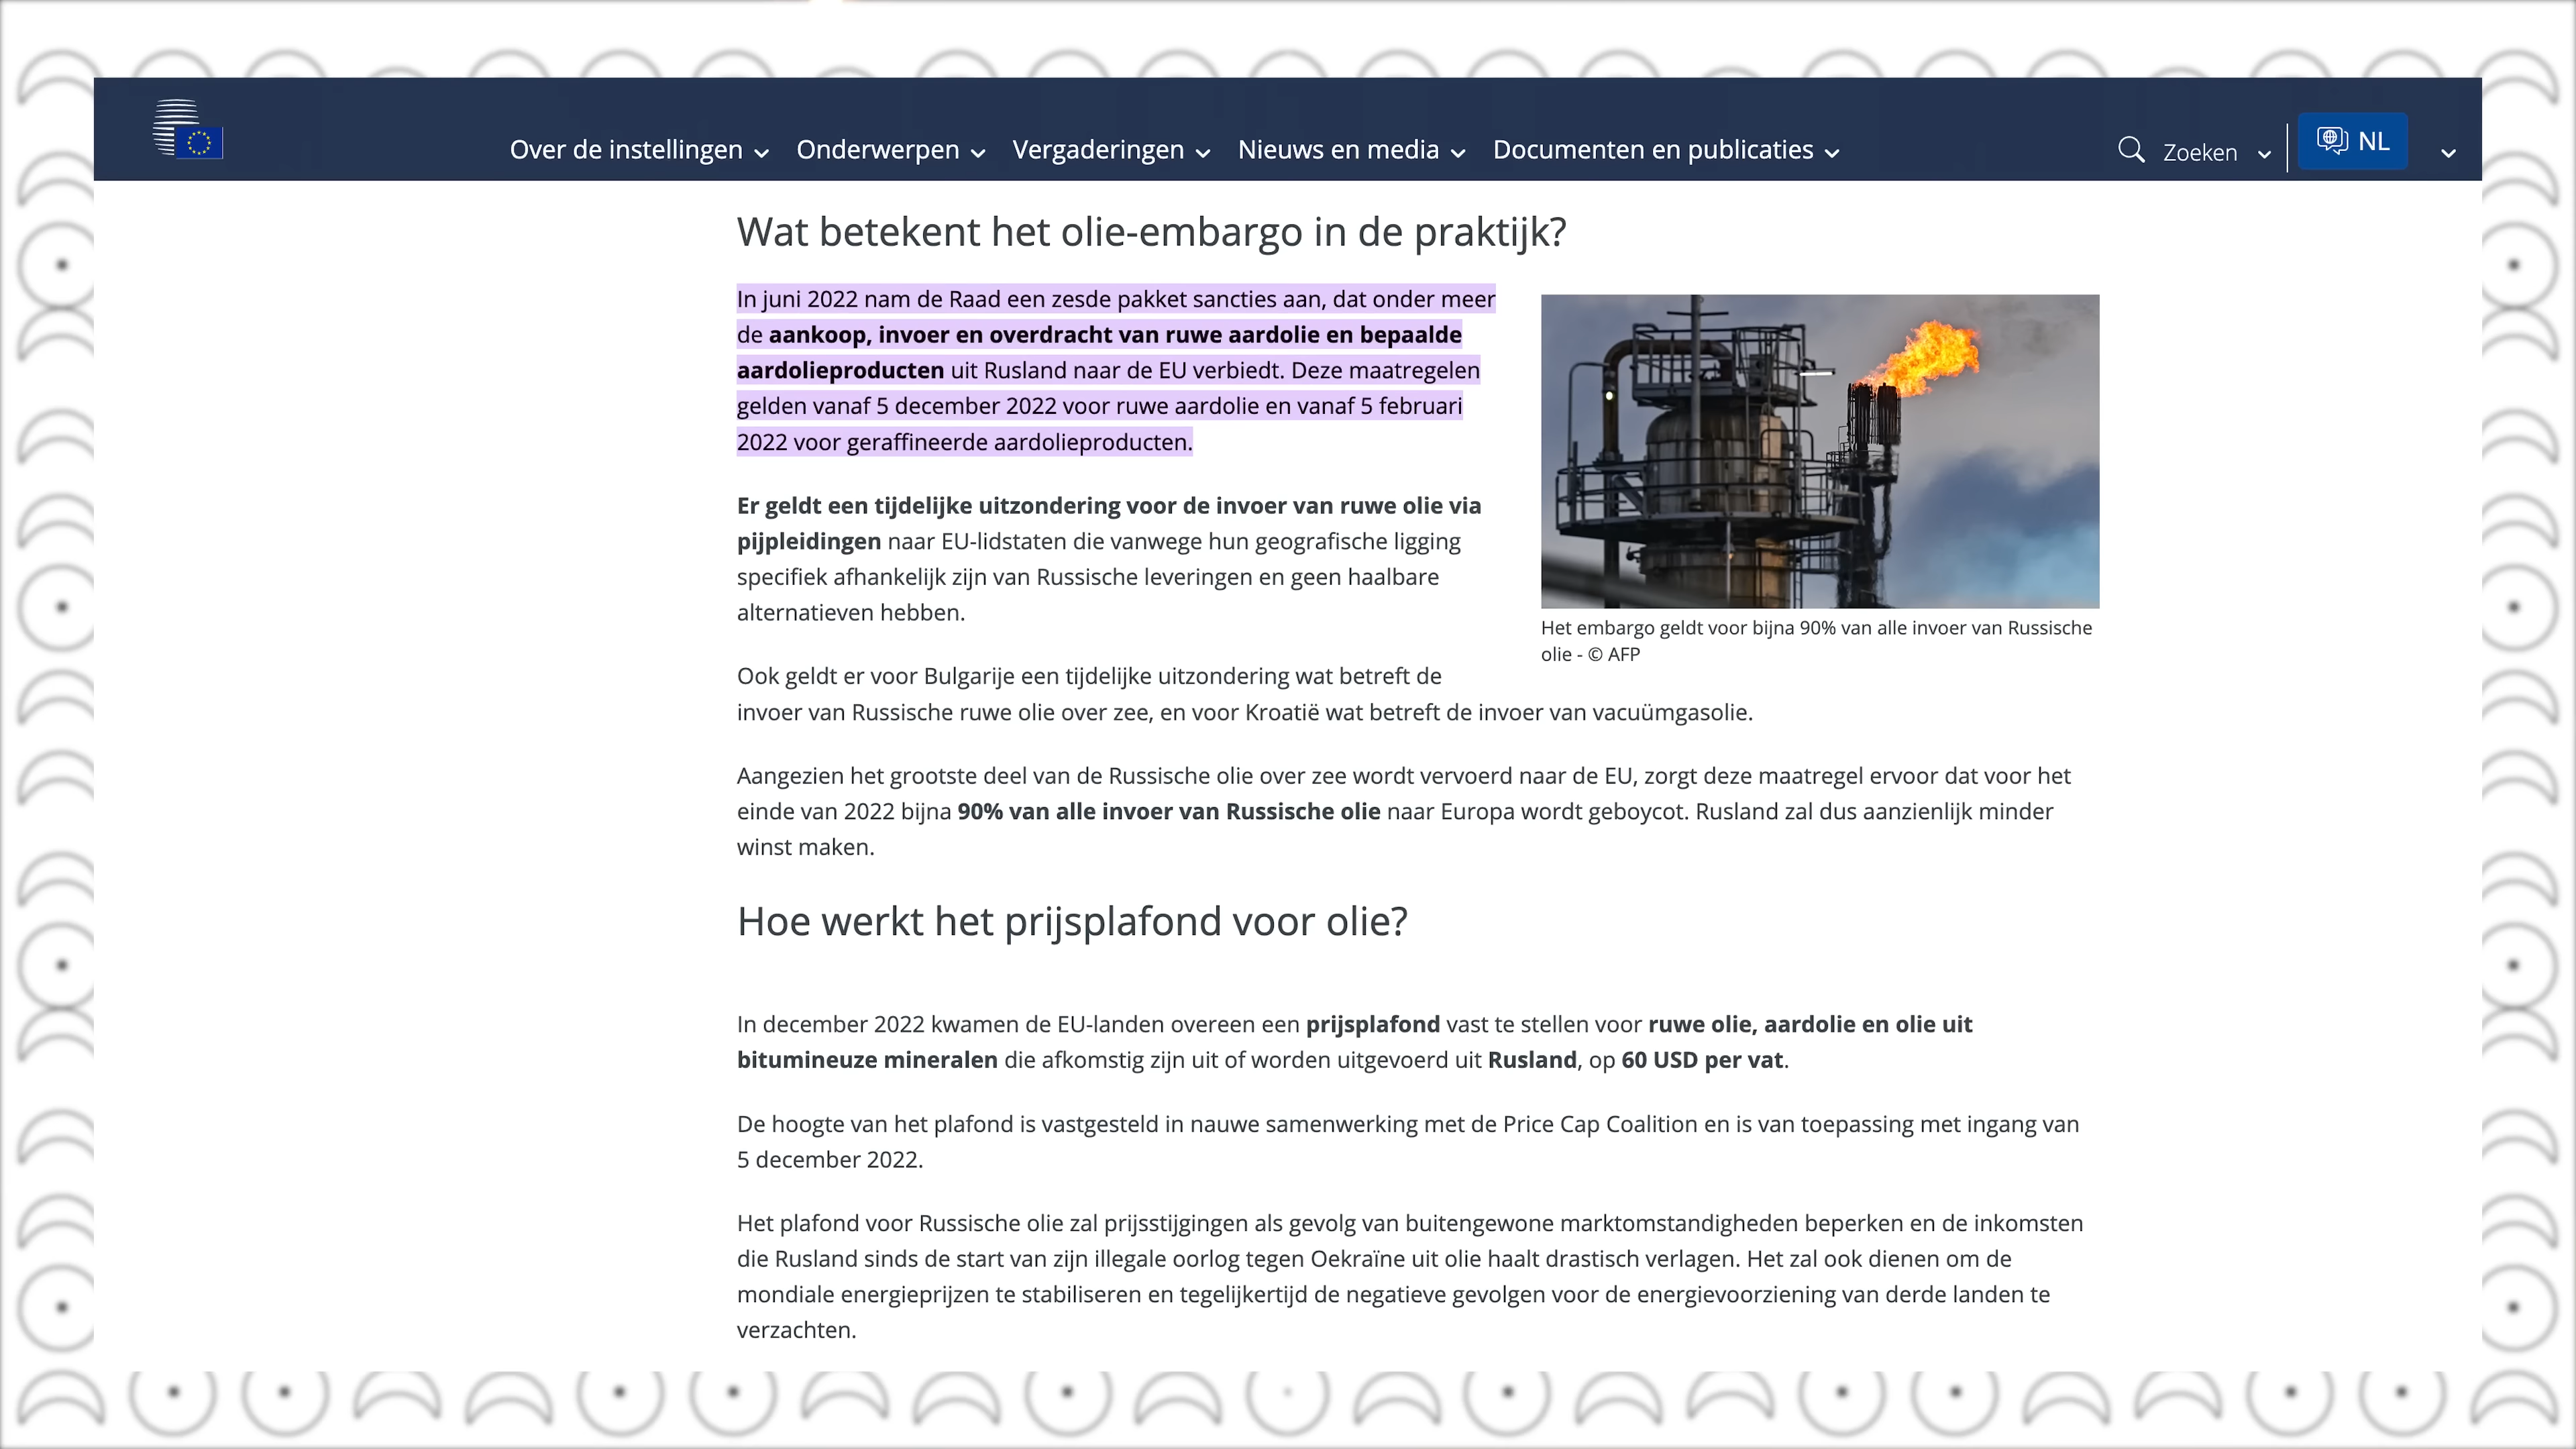 Over de instellingen
Onderwerpen
Vergaderingen
Nieuws en media
Documenten en publicaties
Zoeken
NL
Wat betekent het olie-embargo in de praktijk?
In juni 2022 nam de Raad een zesde pakket sancties aan, dat onder meer
de aankoop, invoer en overdracht van ruwe aardolie en bepaalde
aardolieproducten uit Rusland naar de EU verbiedt. Deze maatregelen
gelden vanaf 5 december 2022 voor ruwe aardolie en vanaf 5 februari
2022 voor geraffineerde aardolieproducten.
Er geldt een tijdelijke uitzondering voor de invoer van ruwe olie via
pijpleidingen naar EU-lidstaten die vanwege hun geografische ligging
specifiek afhankelijk zijn van Russische leveringen en geen haalbare
alternatieven hebben.
Het embargo geldt voor bijna 90% van alle invoer van Russische
olie - © AFP
Ook geldt er voor Bulgarije een tijdelijke uitzondering wat betreft de
invoer van Russische ruwe olie over zee, en voor Kroatië wat betreft de invoer van vacuümgasolie.
Aangezien het grootste deel van de Russische olie over zee wordt vervoerd naar de EU, zorgt deze maatregel ervoor dat voor het
einde van 2022 bijna 90% van alle invoer van Russische olie naar Europa wordt geboycot. Rusland zal dus aanzienlijk minder
winst maken.
Hoe werkt het prijsplafond voor olie?
In december 2022 kwamen de EU-landen overeen een prijsplafond vast te stellen voor ruwe olie, aardolie en olie uit
bitumineuze mineralen die afkomstig zijn uit of worden uitgevoerd uit Rusland, op 60 USD per vat.
De hoogte van het plafond is vastgesteld in nauwe samenwerking met de Price Cap Coalition en is van toepassing met ingang van
5 december 2022.
Het plafond voor Russische olie zal prijsstijgingen als gevolg van buitengewone marktomstandigheden beperken en de inkomsten
die Rusland sinds de start van zijn illegale oorlog tegen Oekraïne uit olie haalt drastisch verlagen. Het zal ook dienen om de
mondiale energieprijzen te stabiliseren en tegelijkertijd de negatieve gevolgen voor de energievoorziening van derde landen te
verzachten.